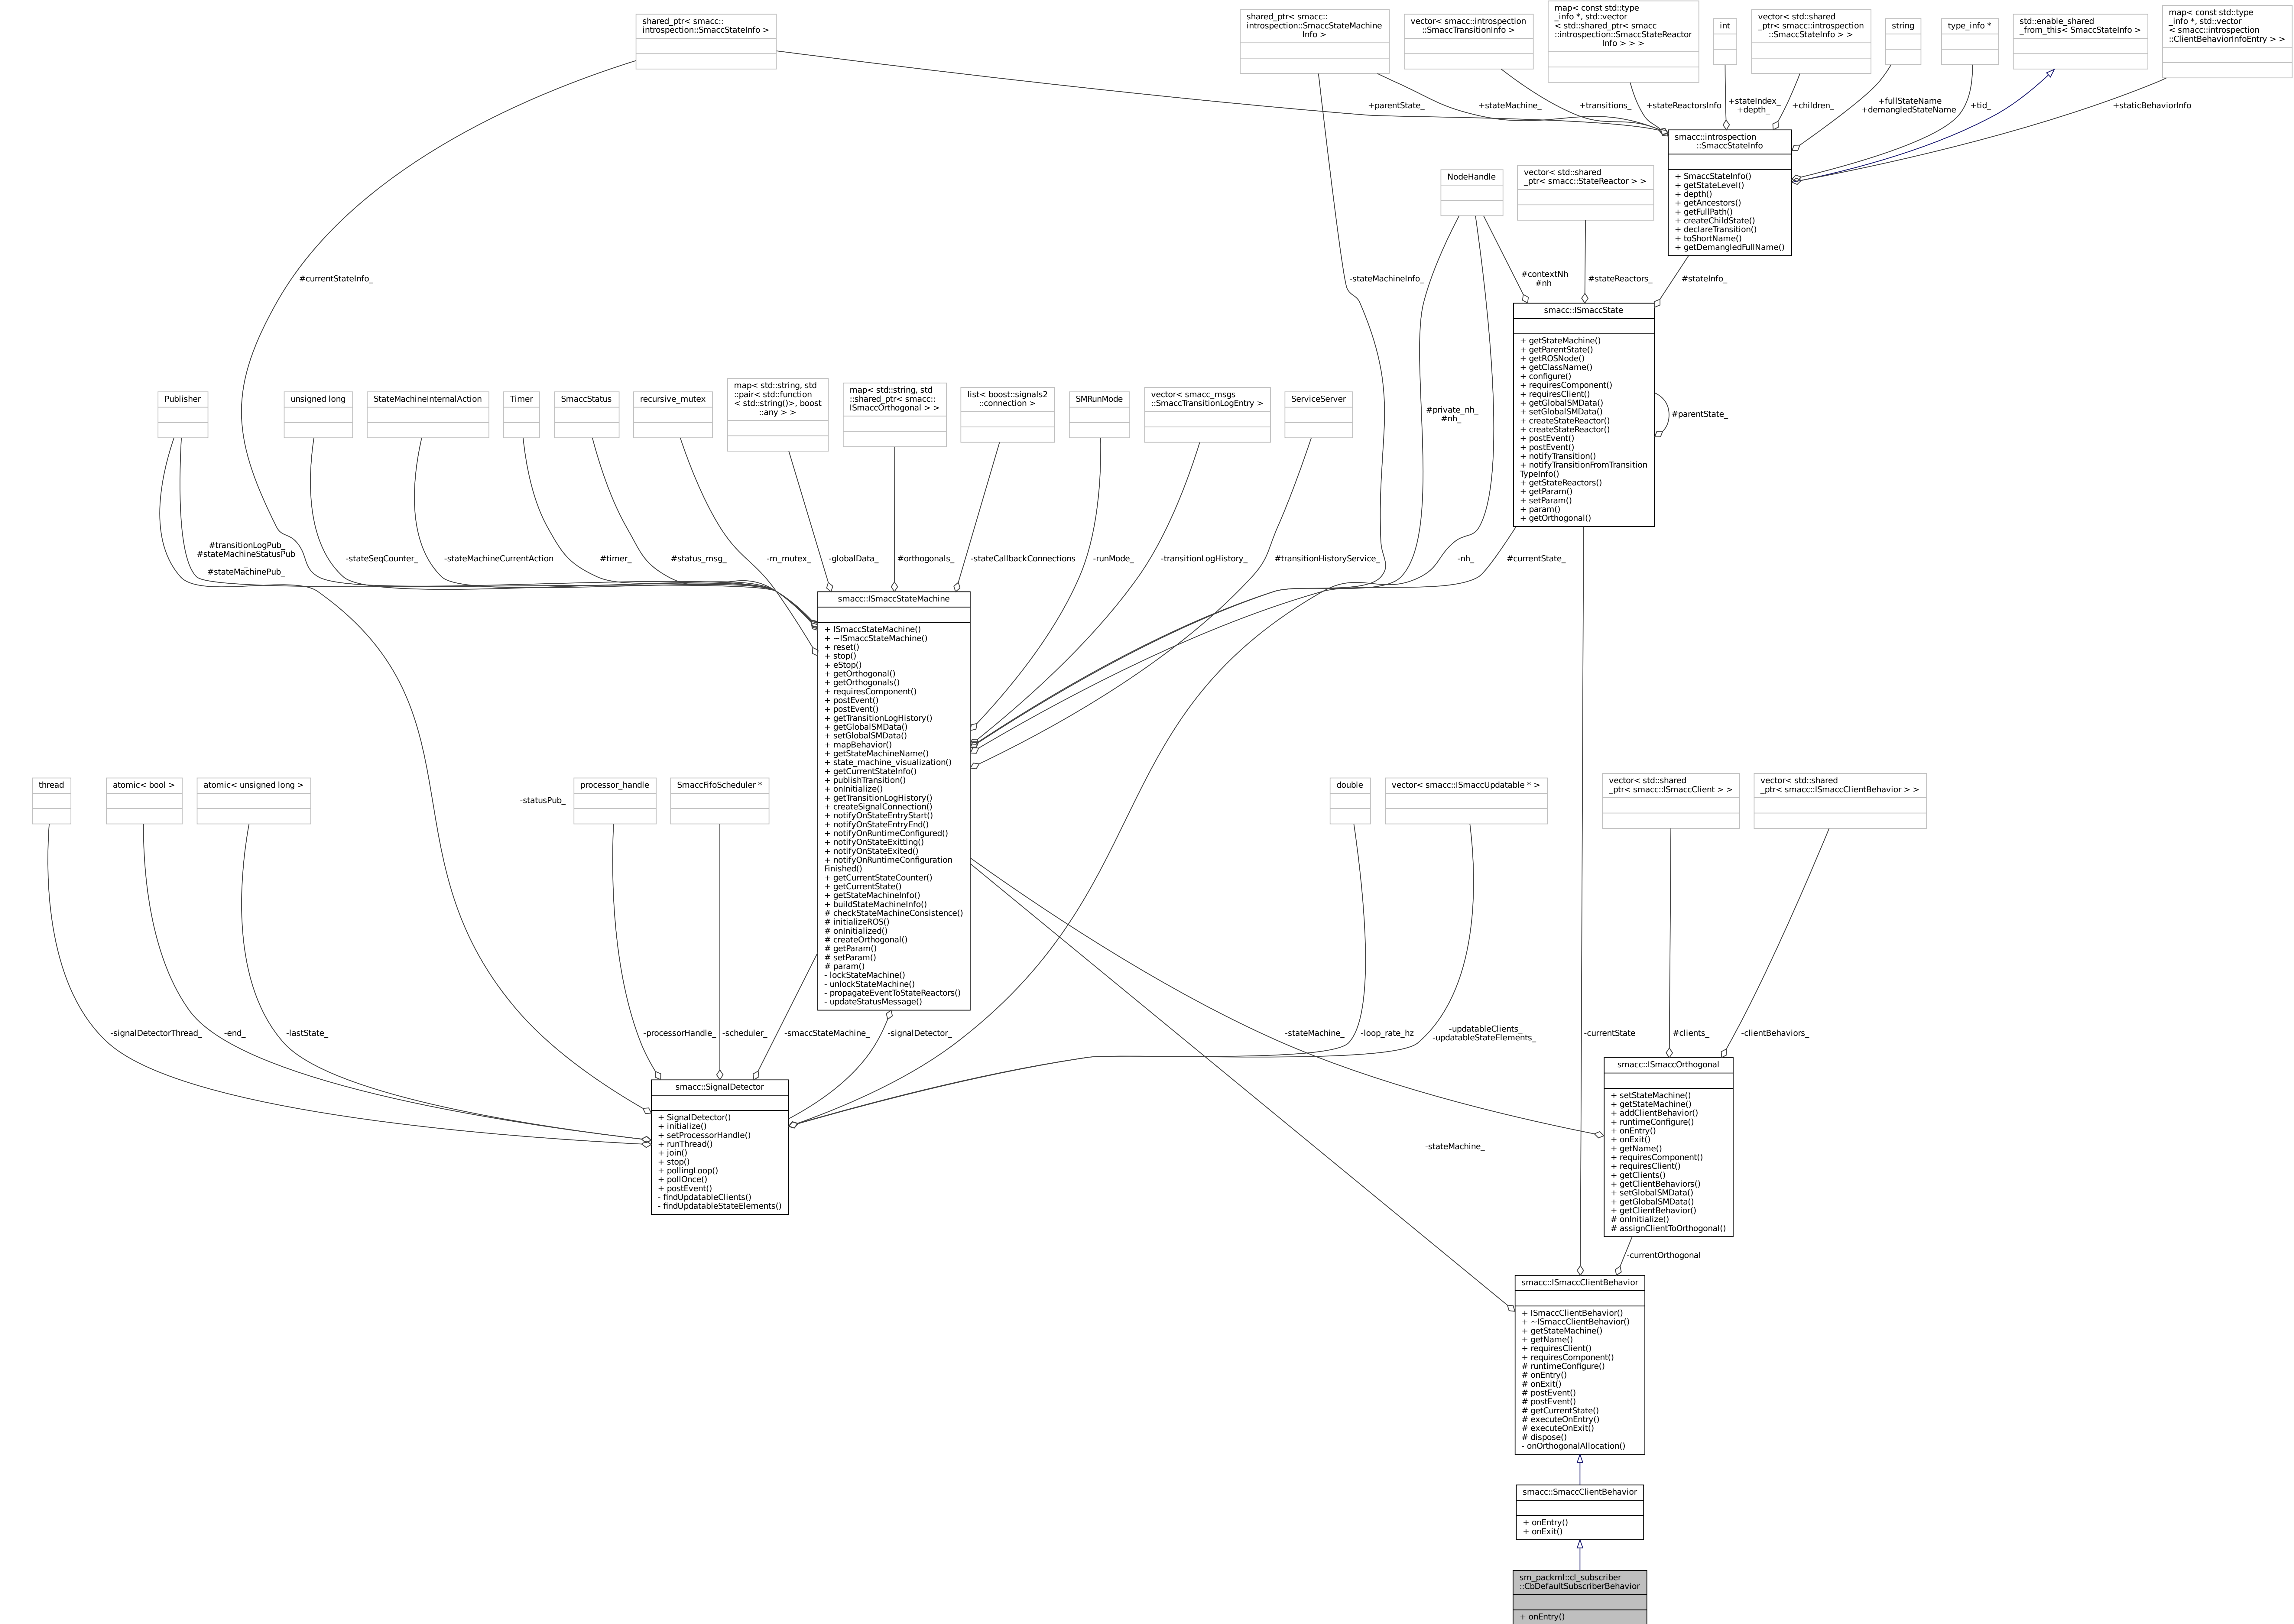 shared_ptr< smacc::
introspection::SmaccStateInfo >
shared_ptr< smacc::
introspection::SmaccStateMachine
Info >
vector< smacc::introspection
::SmaccTransitionInfo >
map< const std::type
_info *, std::vector
< std::shared_ptr< smacc
::introspection::SmaccStateReactor
Info > > >
int
vector< std::shared
_ptr< smacc::introspection
::SmaccStateInfo > >
string
type_info *
std::enable_shared
_from_this< SmaccStateInfo >
map< const std::type
_info *, std::vector
< smacc::introspection
::ClientBehaviorInfoEntry > >
+parentState_
+stateMachine_
+transitions_
+stateReactorsInfo
+stateIndex_
+depth_
+children_
+fullStateName
+demangledStateName
+tid_
+staticBehaviorInfo
smacc::introspection
::SmaccStateInfo
+ SmaccStateInfo()
+ getStateLevel()
+ depth()
+ getAncestors()
+ getFullPath()
+ createChildState()
+ declareTransition()
+ toShortName()
+ getDemangledFullName()
NodeHandle
vector< std::shared
_ptr< smacc::StateReactor > >
#currentStateInfo_
-stateMachineInfo_
#contextNh
#nh
#stateReactors_
#stateInfo_
smacc::ISmaccState
+ getStateMachine()
+ getParentState()
+ getROSNode()
+ getClassName()
+ configure()
+ requiresComponent()
+ requiresClient()
+ getGlobalSMData()
+ setGlobalSMData()
+ createStateReactor()
+ createStateReactor()
+ postEvent()
+ postEvent()
+ notifyTransition()
+ notifyTransitionFromTransition
TypeInfo()
+ getStateReactors()
+ getParam()
+ setParam()
+ param()
+ getOrthogonal()
#parentState_
Publisher
unsigned long
StateMachineInternalAction
Timer
SmaccStatus
recursive_mutex
map< std::string, std
::pair< std::function
< std::string()>, boost
::any > >
map< std::string, std
::shared_ptr< smacc::
ISmaccOrthogonal > >
list< boost::signals2
::connection >
SMRunMode
vector< smacc_msgs
::SmaccTransitionLogEntry >
ServiceServer
#private_nh_
#nh_
#transitionLogPub_
#stateMachineStatusPub
_
#stateMachinePub_
-stateSeqCounter_
-stateMachineCurrentAction
#timer_
#status_msg_
-m_mutex_
-globalData_
#orthogonals_
-stateCallbackConnections
-runMode_
-transitionLogHistory_
#transitionHistoryService_
-nh_
#currentState_
smacc::ISmaccStateMachine
+ ISmaccStateMachine()
+ ~ISmaccStateMachine()
+ reset()
+ stop()
+ eStop()
+ getOrthogonal()
+ getOrthogonals()
+ requiresComponent()
+ postEvent()
+ postEvent()
+ getTransitionLogHistory()
+ getGlobalSMData()
+ setGlobalSMData()
+ mapBehavior()
+ getStateMachineName()
+ state_machine_visualization()
+ getCurrentStateInfo()
+ publishTransition()
+ onInitialize()
+ getTransitionLogHistory()
+ createSignalConnection()
+ notifyOnStateEntryStart()
+ notifyOnStateEntryEnd()
+ notifyOnRuntimeConfigured()
+ notifyOnStateExitting()
+ notifyOnStateExited()
+ notifyOnRuntimeConfiguration
Finished()
+ getCurrentStateCounter()
+ getCurrentState()
+ getStateMachineInfo()
+ buildStateMachineInfo()
# checkStateMachineConsistence()
# initializeROS()
# onInitialized()
# createOrthogonal()
# getParam()
# setParam()
# param()
- lockStateMachine()
- unlockStateMachine()
- propagateEventToStateReactors()
- updateStatusMessage()
thread
atomic< bool >
atomic< unsigned long >
-statusPub_
processor_handle
SmaccFifoScheduler *
double
vector< smacc::ISmaccUpdatable * >
vector< std::shared
_ptr< smacc::ISmaccClient > >
vector< std::shared
_ptr< smacc::ISmaccClientBehavior > >
-signalDetectorThread_
-end_
-lastState_
-processorHandle_
-scheduler_
-smaccStateMachine_
-signalDetector_
-stateMachine_
-loop_rate_hz
-updatableClients_
-updatableStateElements_
-currentState
#clients_
-clientBehaviors_
smacc::SignalDetector
+ SignalDetector()
+ initialize()
+ setProcessorHandle()
+ runThread()
+ join()
+ stop()
+ pollingLoop()
+ pollOnce()
+ postEvent()
- findUpdatableClients()
- findUpdatableStateElements()
smacc::ISmaccOrthogonal
+ setStateMachine()
+ getStateMachine()
+ addClientBehavior()
+ runtimeConfigure()
+ onEntry()
+ onExit()
+ getName()
+ requiresComponent()
+ requiresClient()
+ getClients()
+ getClientBehaviors()
+ setGlobalSMData()
+ getGlobalSMData()
+ getClientBehavior()
# onInitialize()
# assignClientToOrthogonal()
-stateMachine_
-currentOrthogonal
smacc::ISmaccClientBehavior
+ ISmaccClientBehavior()
+ ~ISmaccClientBehavior()
+ getStateMachine()
+ getName()
+ requiresClient()
+ requiresComponent()
# runtimeConfigure()
# onEntry()
# onExit()
# postEvent()
# postEvent()
# getCurrentState()
# executeOnEntry()
# executeOnExit()
# dispose()
- onOrthogonalAllocation()
smacc::SmaccClientBehavior
+ onEntry()
+ onExit()
sm_packml::cl_subscriber
::CbDefaultSubscriberBehavior
+ onEntry()